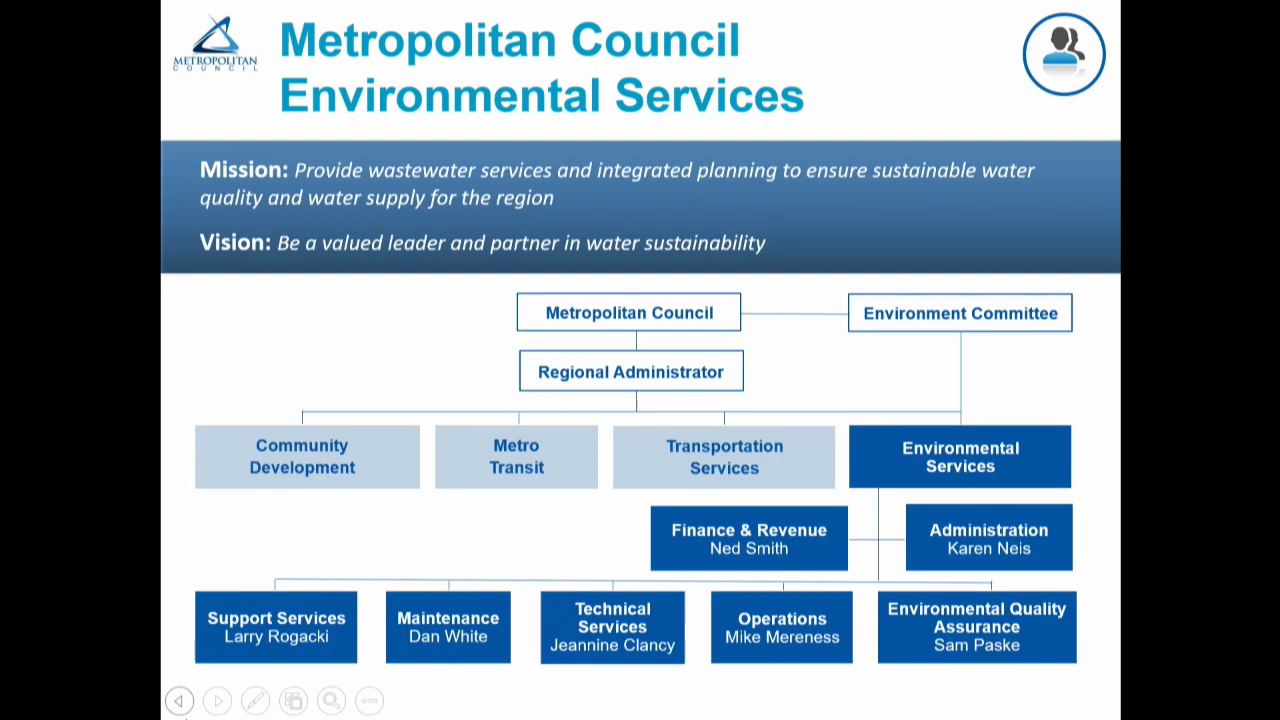 METROPOLITAN
COUNCIL
Metropolitan Council
Environmental Services
Mission: Provide wastewater services and integrated planning to ensure sustainable water
quality and water supply for the region
Vision: Be a valued leader and partner in water sustainability
Metropolitan Council
Environment Committee
Regional Administrator
Community
Development
Metro
Transit
Transportation
Services
Environmental
Services
Finance & Revenue
Ned Smith
Administration
Karen Neis
Support Services
Larry Rogacki
Maintenance
Dan White
Technical
Services
Jeannine Clancy
Operations
Mike Mereness
Environmental Quality
Assurance
Sam Paske